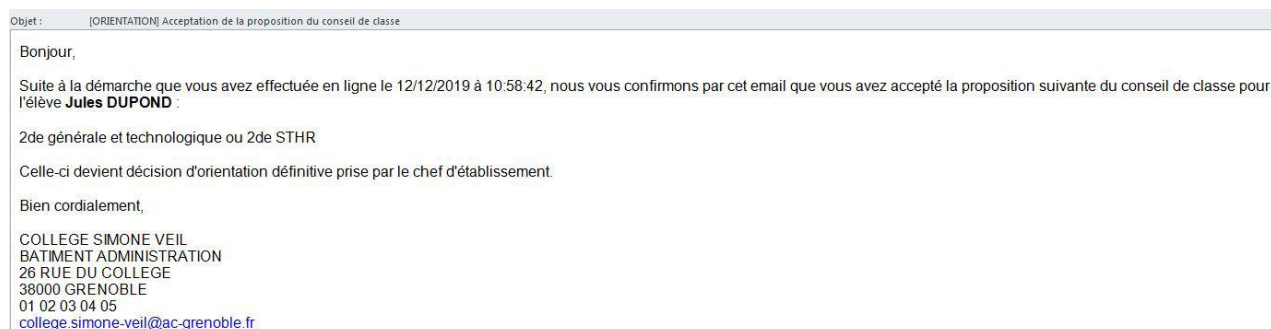 Objet : [ORIENTATION] Acceptation de la proposition du conseil de classe
Bonjour,
Suite à la démarche que vous avez effectuée en ligne le 12/12/2019 à 10:58:42, nous vous confirmons par cet email que vous avez accepté la proposition suivante du conseil de classe pour
l'élève Jules DUPOND :
2de générale et technologique ou 2de STHR
Celle-ci devient décision d'orientation définitive prise par le chef d'établissement.
Bien cordialement,
COLLEGE SIMONE VEIL
BATIMENT ADMINISTRATION
26 RUE DU COLLEGE
38000 GRENOBLE
01 02 03 04 05
college.simone-veil@ac-grenoble.fr